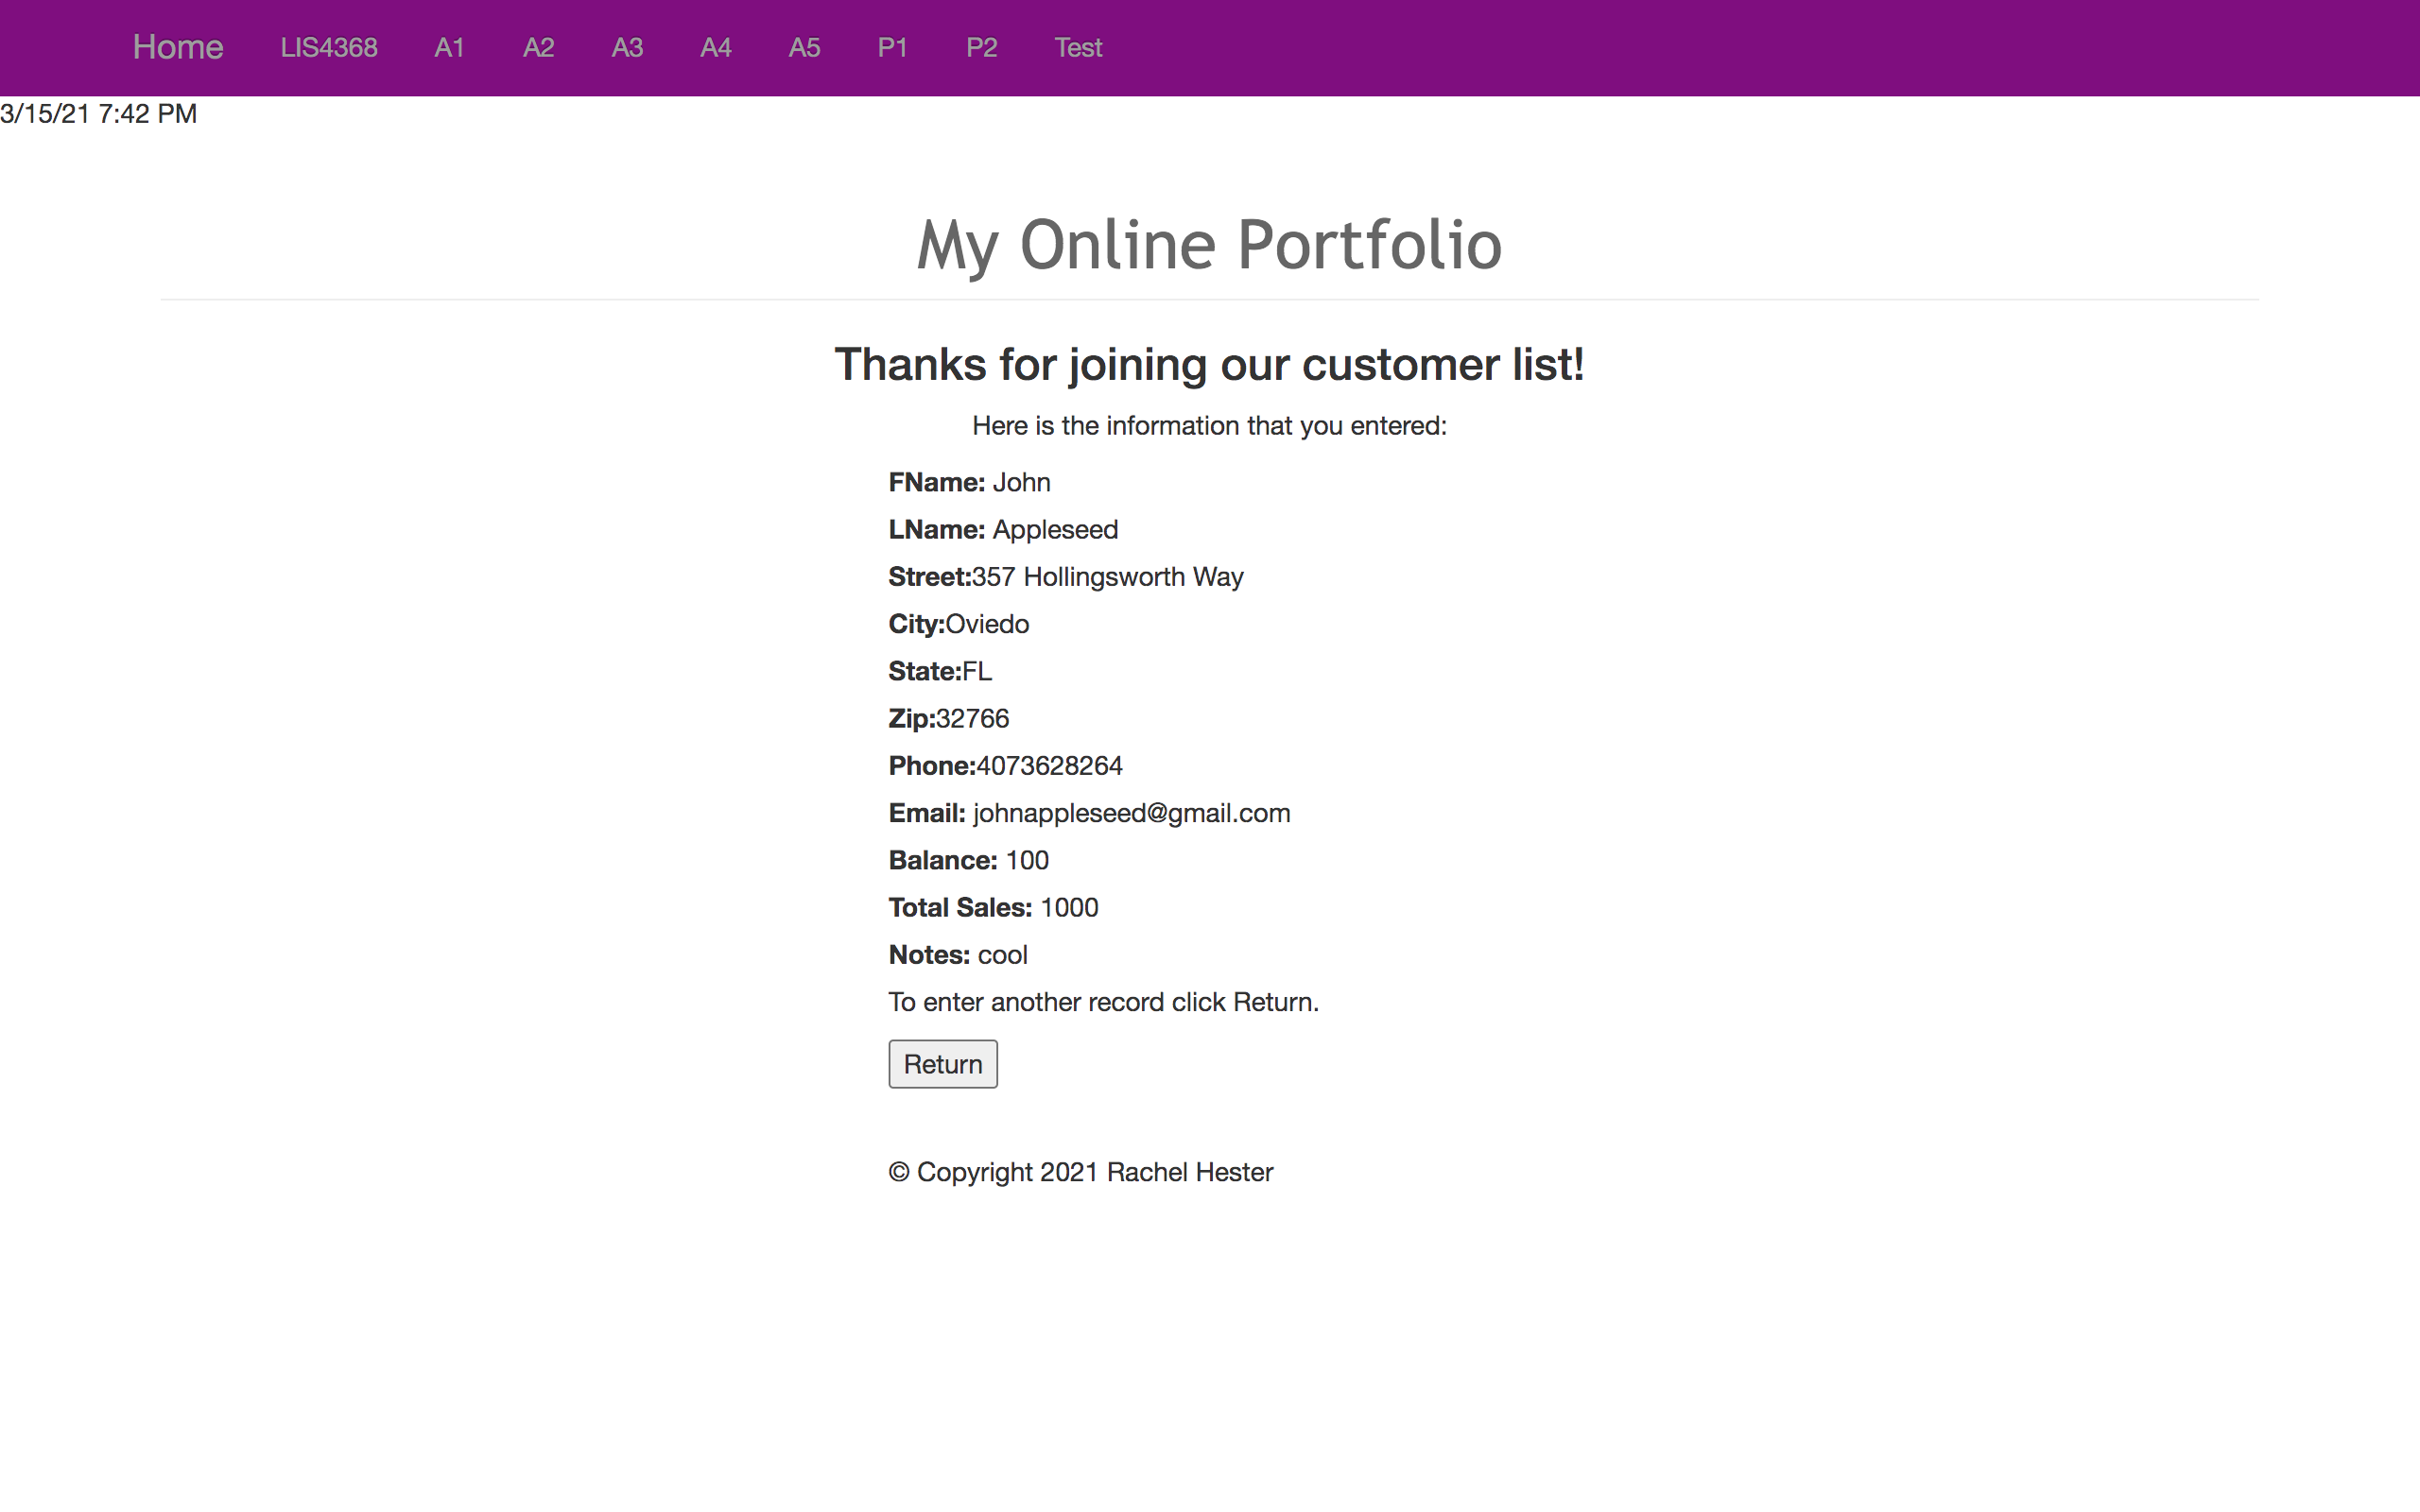 Home LIS4368 A1 A2 A3 A4 A5 P1 P2 Test
3/15/21 7:42 PM
My Online Portfolio
Thanks for joining our customer list!
Here is the information that you entered:
FName: John
LName: Appleseed
Street:357 Hollingsworth Way
City:Oviedo
State:FL
Zip:32766
Phone:4073628264
Email: johnappleseed@gmail.com
Balance: 100
Total Sales: 1000
Notes: cool
To enter another record click Return.
Return
© Copyright 2021 Rachel Hester